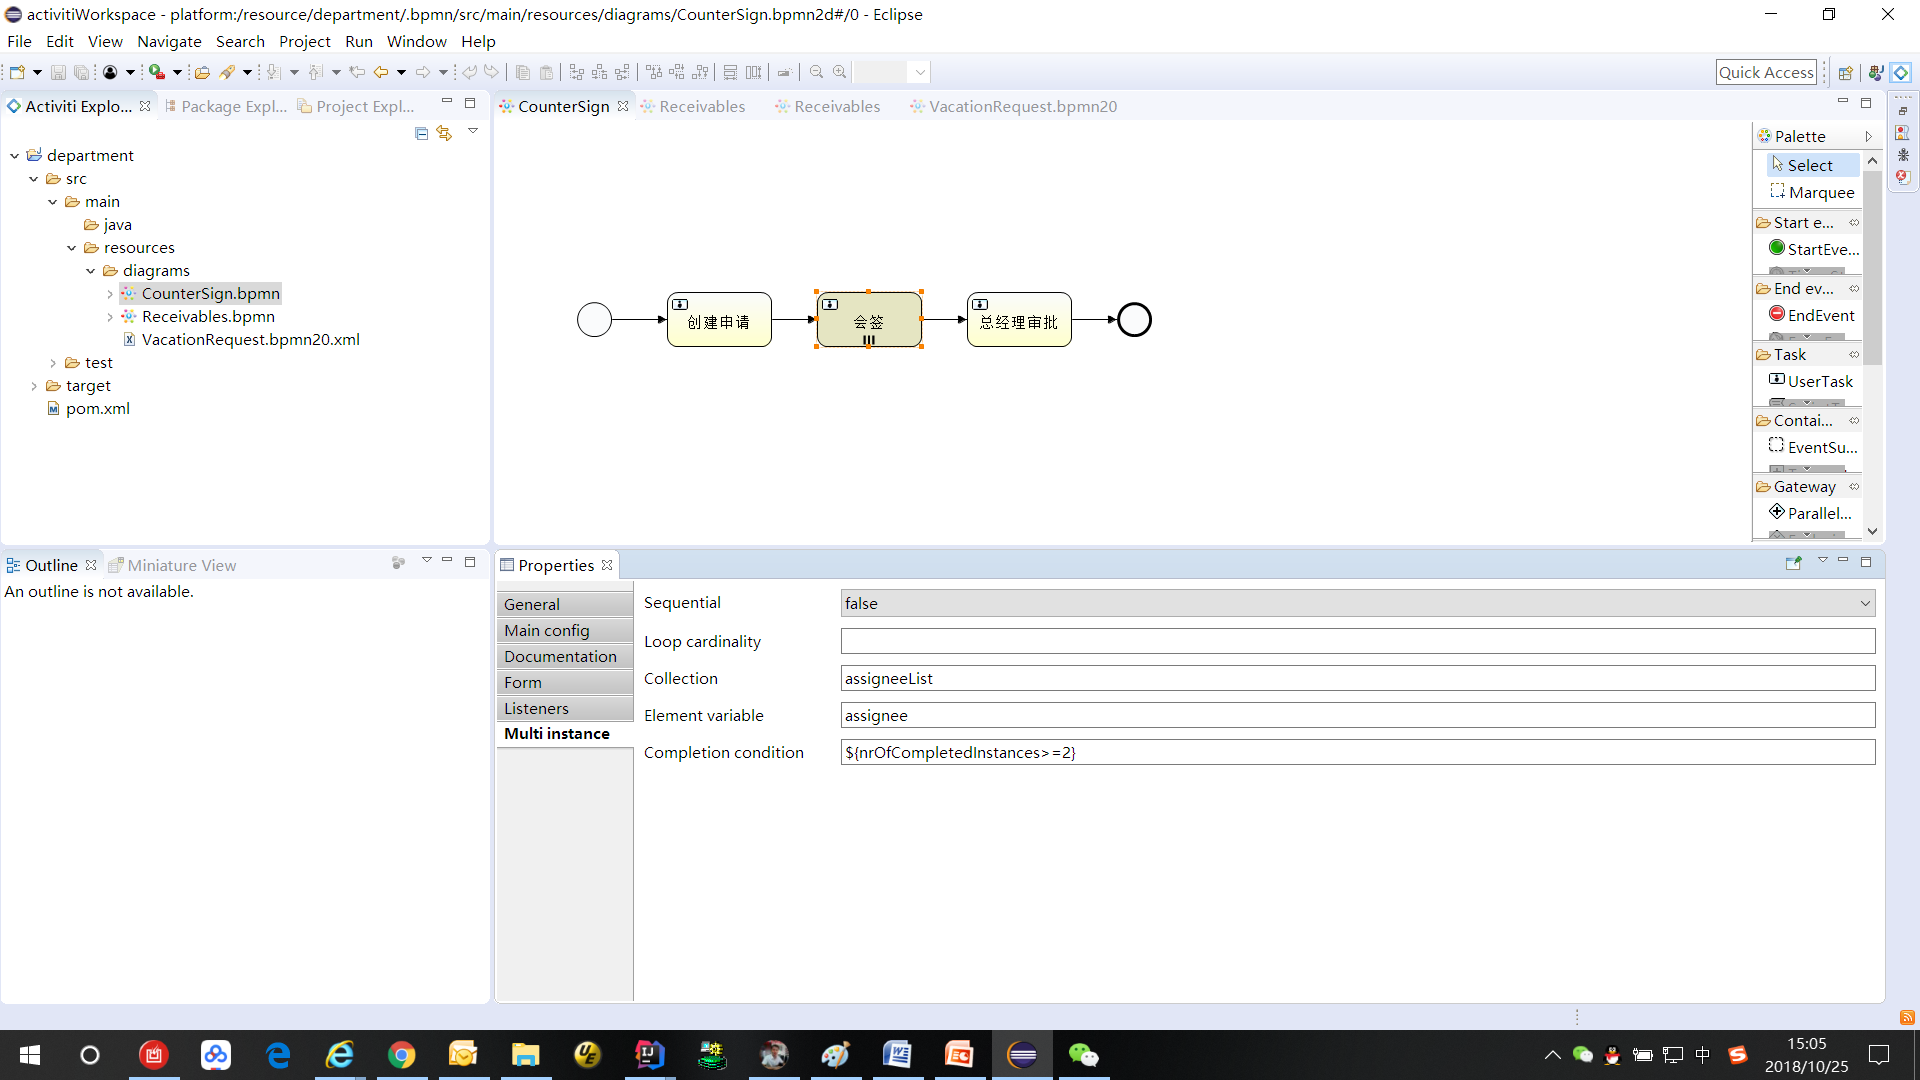 activitiWorkspace - platform:/resource/department/.bpmn/src/main/resources/diagrams/CounterSign.bpmn2d#/0 - Eclipse
File Edit View Navigate Search Project Run Window Help
Quick Access
Activiti Explo... Package Expl... Project Expl...
department
src
main
java
resources
diagrams
CounterSign.bpmn
Receivables.bpmn
VacationRequest.bpmn20.xml
test
target
pom.xml
CounterSign Receivables Receivables VacationRequest.bpmn20
创建申请 会签 总经理审批
Palette
Select
Marquee
Start e...
StartEve...
End ev...
EndEvent
Task
UserTask
Contai...
EventSu...
Gateway
Parallel...
Outline Miniature View
An outline is not available.
Properties
General
Main config
Documentation
Form
Listeners
Multi instance
Sequential false
Loop cardinality
Collection assigneeList
Element variable assignee
Completion condition ${nrOfCompletedInstances>=2}
中
15:05
2018/10/25